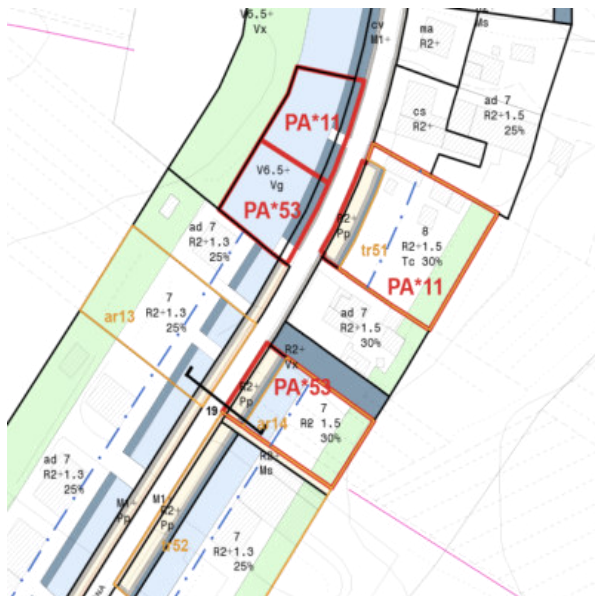 V6.5÷
Vx
cv
M1÷
ma
R2÷
Ms
ad 7
R2÷1.5
25%
cs
R2÷
PA*11
V6.5÷
Vg
PA*53
R2÷
Pp
tr51
8
R2÷1.5
Tc 30%
PA*11
ad 7
R2÷1.3
25%
7
R2÷1.3
25%
ar13
ad 7
R2÷1.5
30%
R2÷
Vx
PA*53
R2÷
Pp
19
ar14
7
R2 1.5
30%
R2÷
Ms
ad 7
R2÷1.3
25%
M1÷
Pp
M1÷
R2÷
Pp
7
R2÷1.3
25%
NA